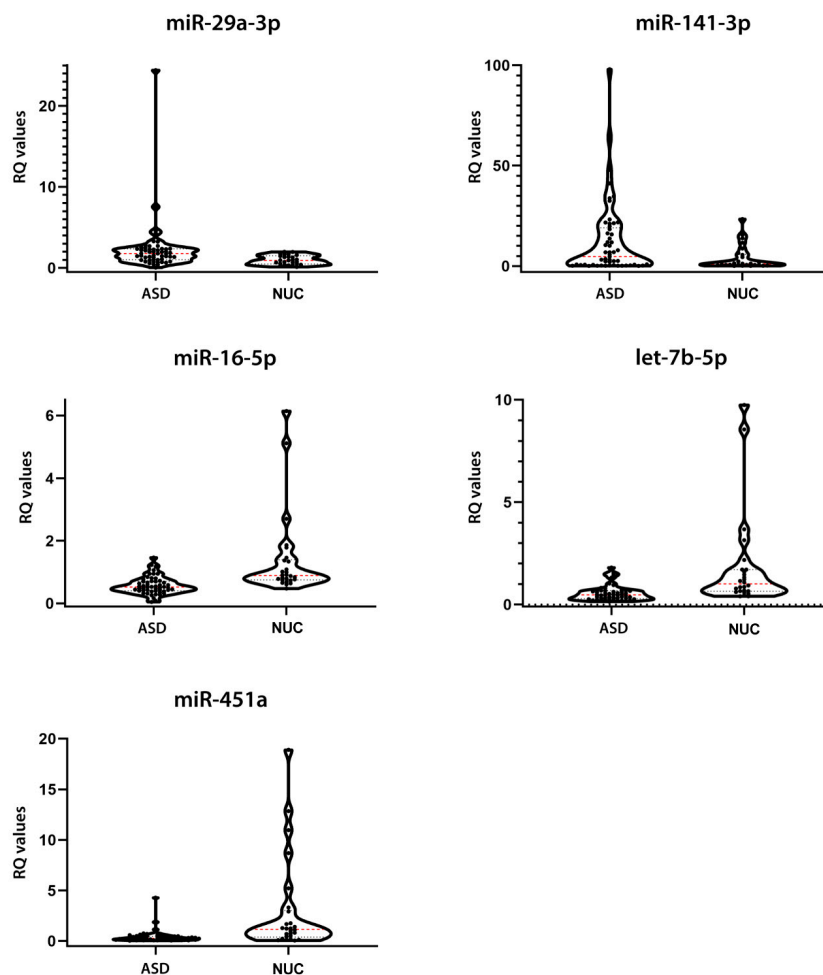 miR-29a-3p
RQ values
20
10
0
ASD NUC
miR-141-3p
RQ values
100
50
0
ASD NUC
miR-16-5p
RQ values
6
4
2
0
ASD NUC
let-7b-5p
RQ values
10
5
0
ASD NUC
miR-451a
RQ values
20
15
10
5
0
ASD NUC